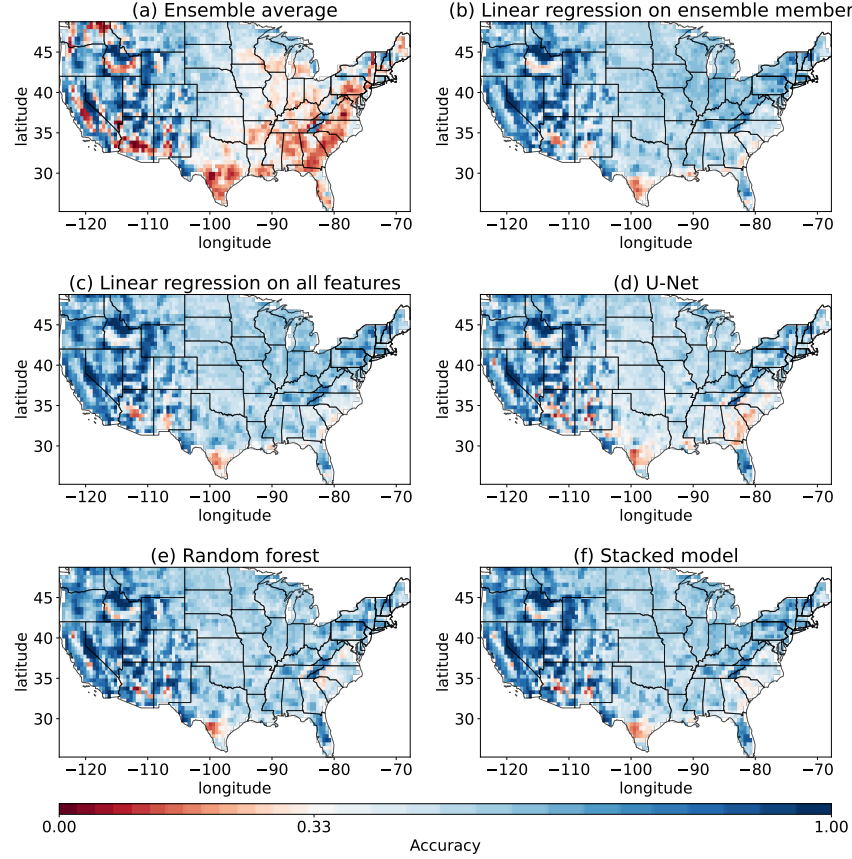 (a) Ensemble average
(b) Linear regression on ensemble member
45
40
35
30
latitude
−120 −110 −100 −90 −80 −70
longitude
45
40
35
30
latitude
−120 −110 −100 −90 −80 −70
longitude
(c) Linear regression on all features
(d) U-Net
45
40
35
30
latitude
−120 −110 −100 −90 −80 −70
longitude
45
40
35
30
latitude
−120 −110 −100 −90 −80 −70
longitude
(e) Random forest
(f) Stacked model
45
40
35
30
latitude
−120 −110 −100 −90 −80 −70
longitude
45
40
35
30
latitude
−120 −110 −100 −90 −80 −70
longitude
0.00 0.33 1.00
Accuracy